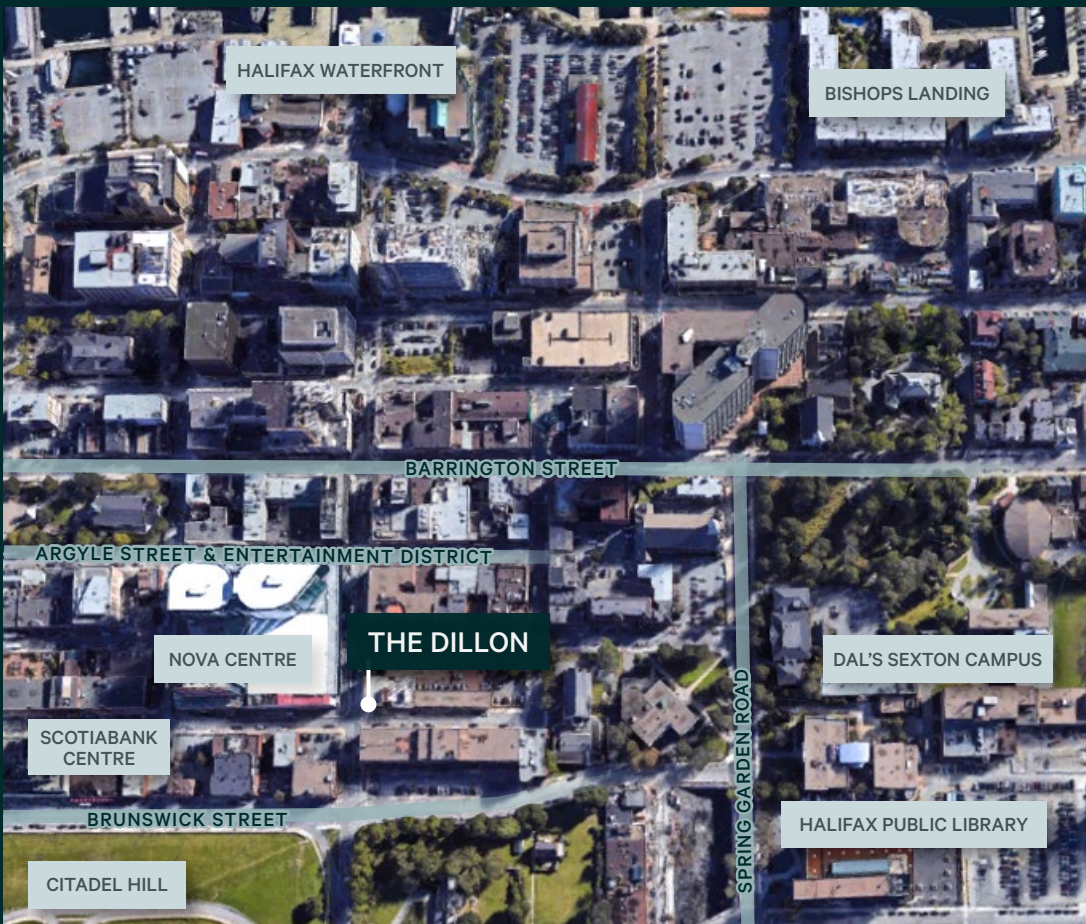 HALIFAX WATERFRONT
BISHOPS LANDING
BARRINGTON STREET
ARGYLE STREET & ENTERTAINMENT DISTRICT
THE DILLON
NOVA CENTRE
DAL'S SEXTON CAMPUS
SPRING GARDEN ROAD
SCOTIABANK
CENTRE
BRUNSWICK STREET
HALIFAX PUBLIC LIBRARY
CITADEL HILL